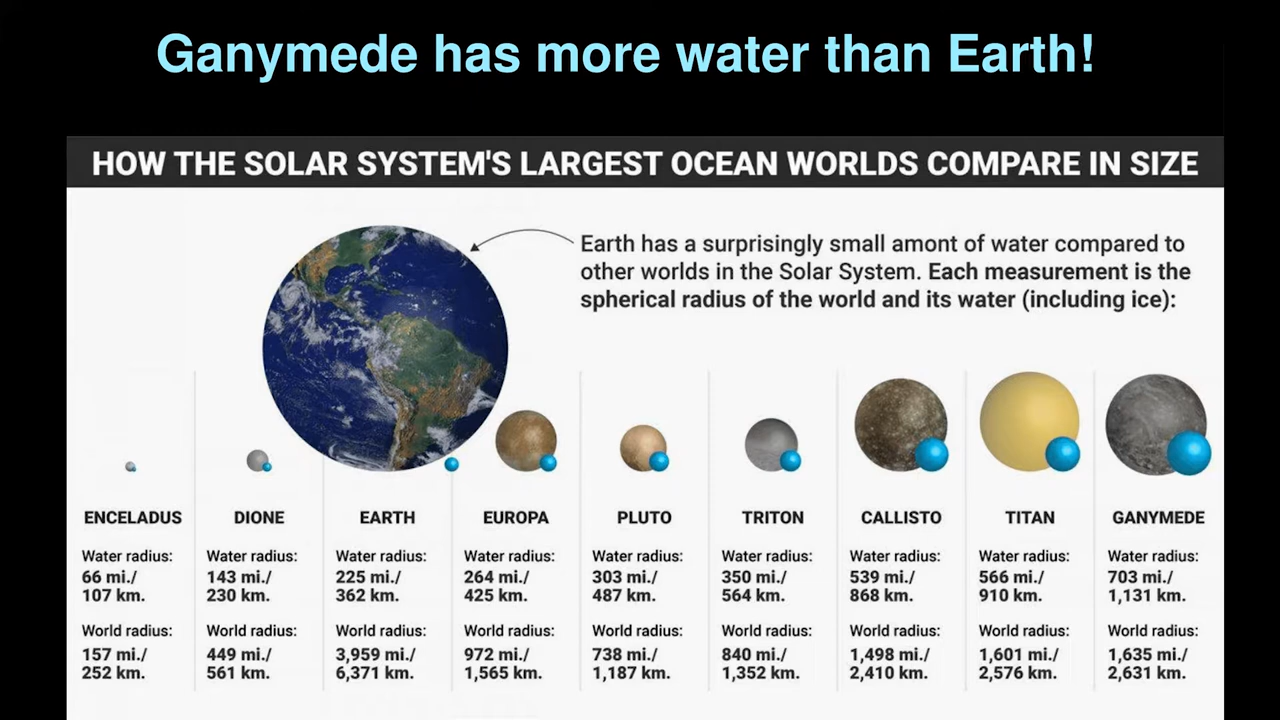 Ganymede has more water than Earth!
HOW THE SOLAR SYSTEM'S LARGEST OCEAN WORLDS COMPARE IN SIZE
Earth has a surprisingly small amont of water compared to
other worlds in the Solar System. Each measurement is the
spherical radius of the world and its water (including ice):
ENCELADUS
Water radius:
66 mi./
107 km.
World radius:
157 mi./
252 km.
DIONE
Water radius:
143 mi./
230 km.
World radius:
449 mi./
561 km.
EARTH
Water radius:
225 mi./
362 km.
World radius:
3,959 mi./
6,371 km.
EUROPA
Water radius:
264 mi./
425 km.
World radius:
972 mi./
1,565 km.
PLUTO
Water radius:
303 mi./
487 km.
World radius:
738 mi./
1,187 km.
TRITON
Water radius:
350 mi./
564 km.
World radius:
840 mi./
1,352 km.
CALLISTO
Water radius:
539 mi./
868 km.
World radius:
1,498 mi./
2,410 km.
TITAN
Water radius:
566 mi./
910 km.
World radius:
1,601 mi./
2,576 km.
GANYMEDE
Water radius:
703 mi./
1,131 km.
World radius:
1,635 mi./
2,631 km.